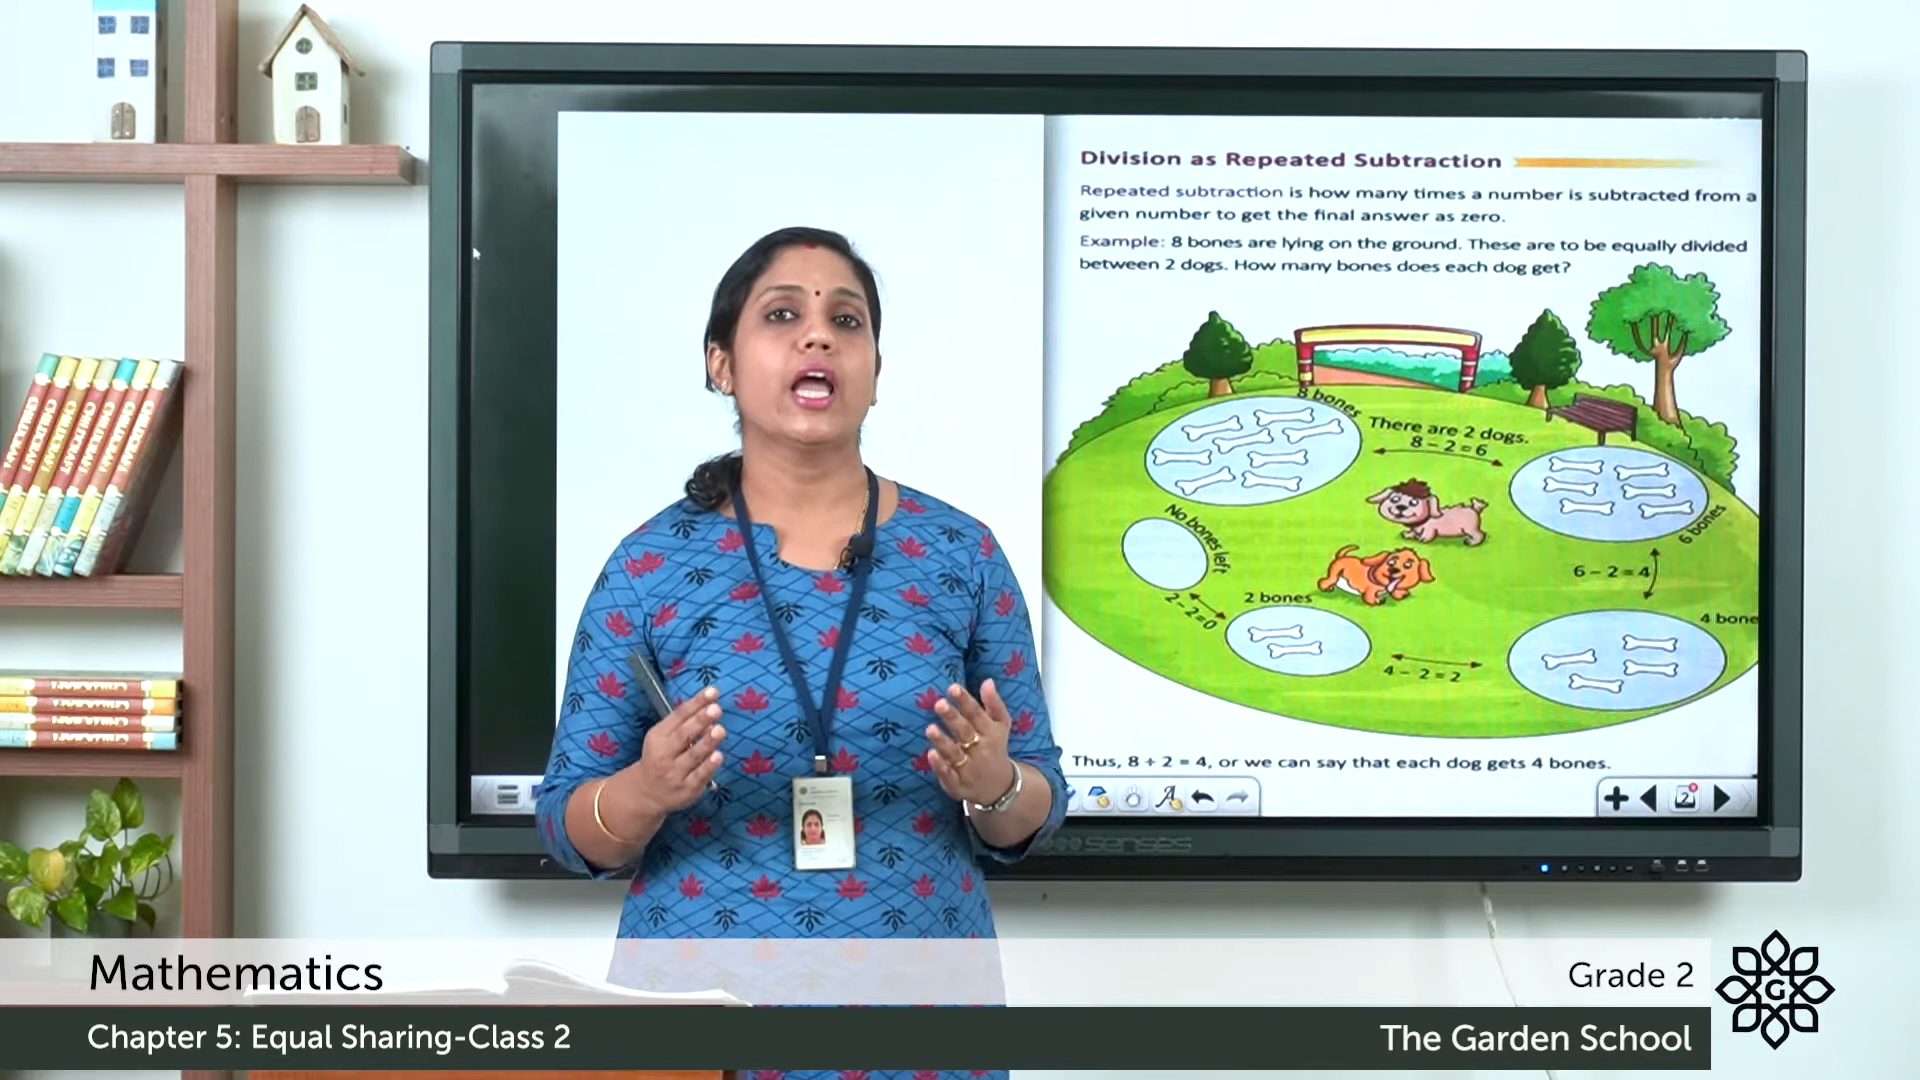 Division as Repeated Subtraction
Repeated subtraction is how many times a number is subtracted from a
given number to get the final answer as zero.
Example: 8 bones are lying on the ground. These are to be equally divided
between 2 dogs. How many bones does each dog get?
8 bones
There are 2 dogs.
8 – 2 = 6
6 bones
No bones left
6 – 2 = 4
2 bones
2 – 2 = 0
4 bone
4 – 2 = 2
Thus, 8 ÷ 2 = 4, or we can say that each dog gets 4 bones.
2
senses
Mathematics
Grade 2
G
Chapter 5: Equal Sharing-Class 2
The Garden School